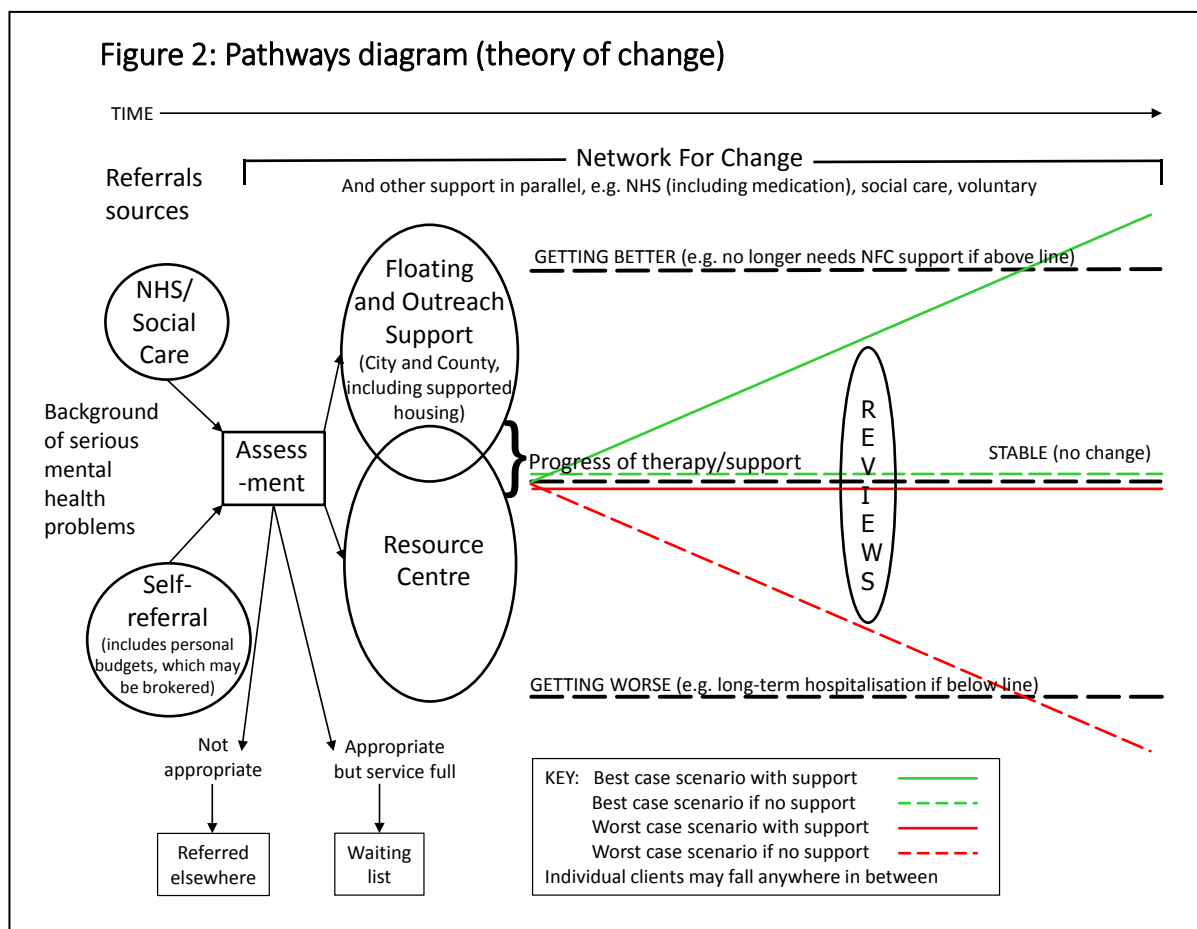 Figure 2: Pathways diagram (theory of change)
TIME
Network For Change
And other support in parallel, e.g. NHS (including medication), social care, voluntary
Referrals
sources
NHS/
Social
Care
Background
of serious
mental
health
problems
Self-
referral
(includes personal
budgets, which may
be brokered)
Assess
-ment
Floating
and Outreach
Support
(City and County,
including supported
housing)
Resource
Centre
GETTING BETTER (e.g. no longer needs NFC support if above line)
Progress of therapy/support
STABLE (no change)
R
E
V
I
E
W
S
GETTING WORSE (e.g. long-term hospitalisation if below line)
Not
appropriate
Appropriate
but service full
Referred
elsewhere
Waiting
list
KEY: Best case scenario with support
Best case scenario if no support
Worst case scenario with support
Worst case scenario if no support
Individual clients may fall anywhere in between